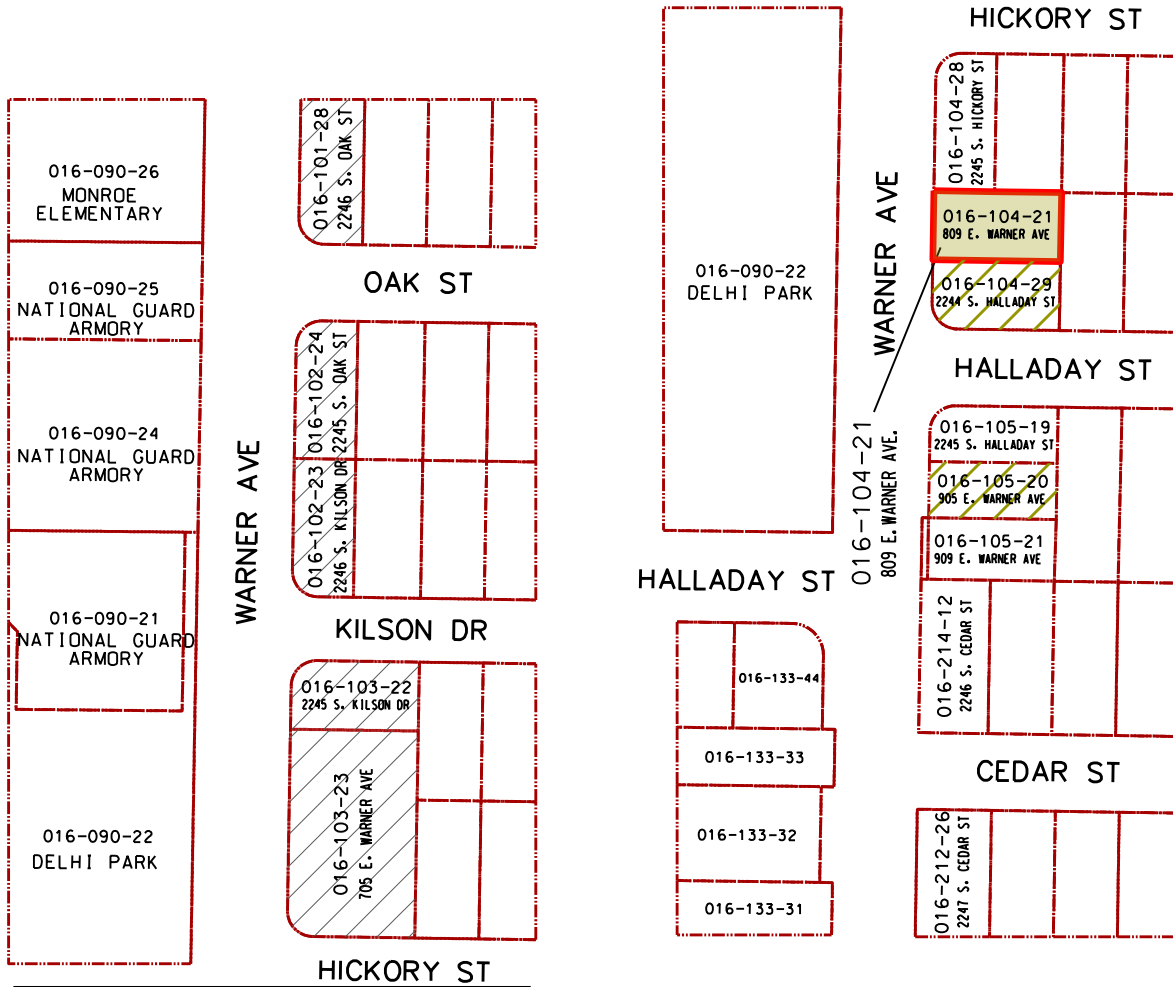 016-090-26
MONROE
ELEMENTARY
016-090-25
NATIONAL GUARD
ARMORY
016-090-24
NATIONAL GUARD
ARMORY
016-090-21
NATIONAL GUARD
ARMORY
016-090-22
DELHI PARK
WARNER AVE
016-101-28
2246 S. OAK ST
OAK ST
016-102-24
2245 S. OAK ST
016-102-23
2246 S. KILSON DR
KILSON DR
016-103-22
2245 S. KILSON DR
016-103-23
705 E. WARNER AVE
HICKORY ST
016-090-22
DELHI PARK
HALLADAY ST
016-133-44
016-133-33
016-133-32
016-133-31
WARNER AVE
016-104-21
809 E. WARNER AVE.
HICKORY ST
016-104-28
2245 S. HICKORY ST
016-104-21
809 E. WARNER AVE
016-104-29
2244 S. HALLADAY ST
HALLADAY ST
016-105-19
2245 S. HALLADAY ST
016-105-20
905 E. WARNER AVE
016-105-21
909 E. WARNER AVE
016-214-12
2246 S. CEDAR ST
CEDAR ST
016-212-26
2247 S. CEDAR ST